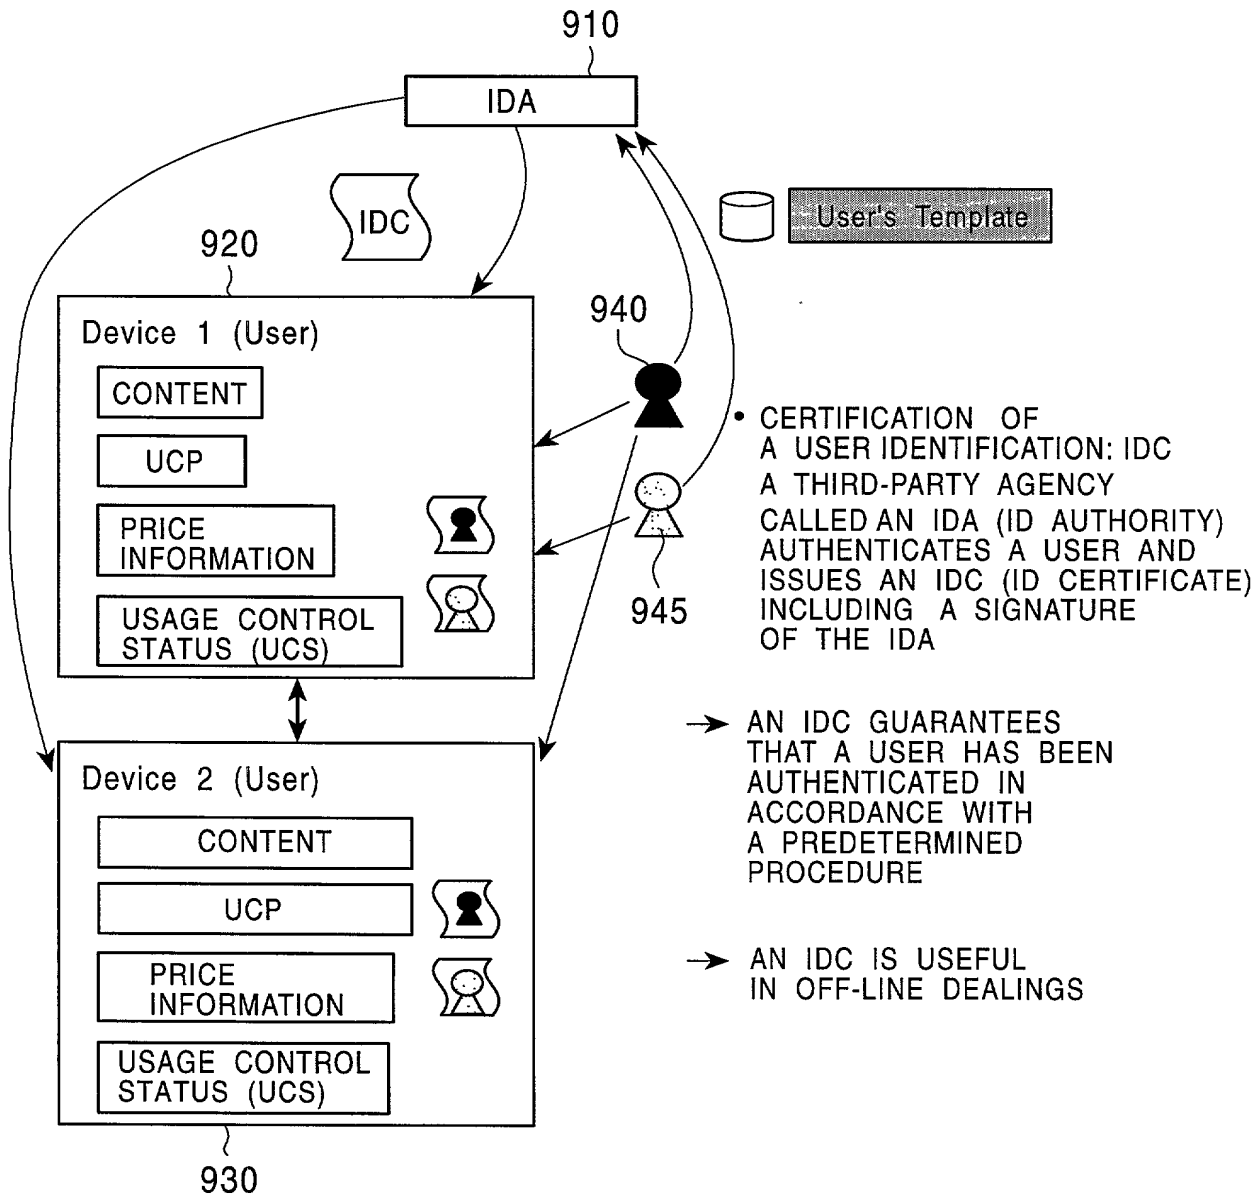 910
IDA
IDC
User's Template
920
Device 1 (User)
CONTENT
UCP
PRICE
INFORMATION
USAGE CONTROL
STATUS (UCS)
940
945
• CERTIFICATION OF
A USER IDENTIFICATION: IDC
A THIRD-PARTY AGENCY
CALLED AN IDA (ID AUTHORITY)
AUTHENTICATES A USER AND
ISSUES AN IDC (ID CERTIFICATE)
INCLUDING A SIGNATURE
OF THE IDA
→ AN IDC GUARANTEES
THAT A USER HAS BEEN
AUTHENTICATED IN
ACCORDANCE WITH
A PREDETERMINED
PROCEDURE
→ AN IDC IS USEFUL
IN OFF-LINE DEALINGS
Device 2 (User)
CONTENT
UCP
PRICE
INFORMATION
USAGE CONTROL
STATUS (UCS)
930